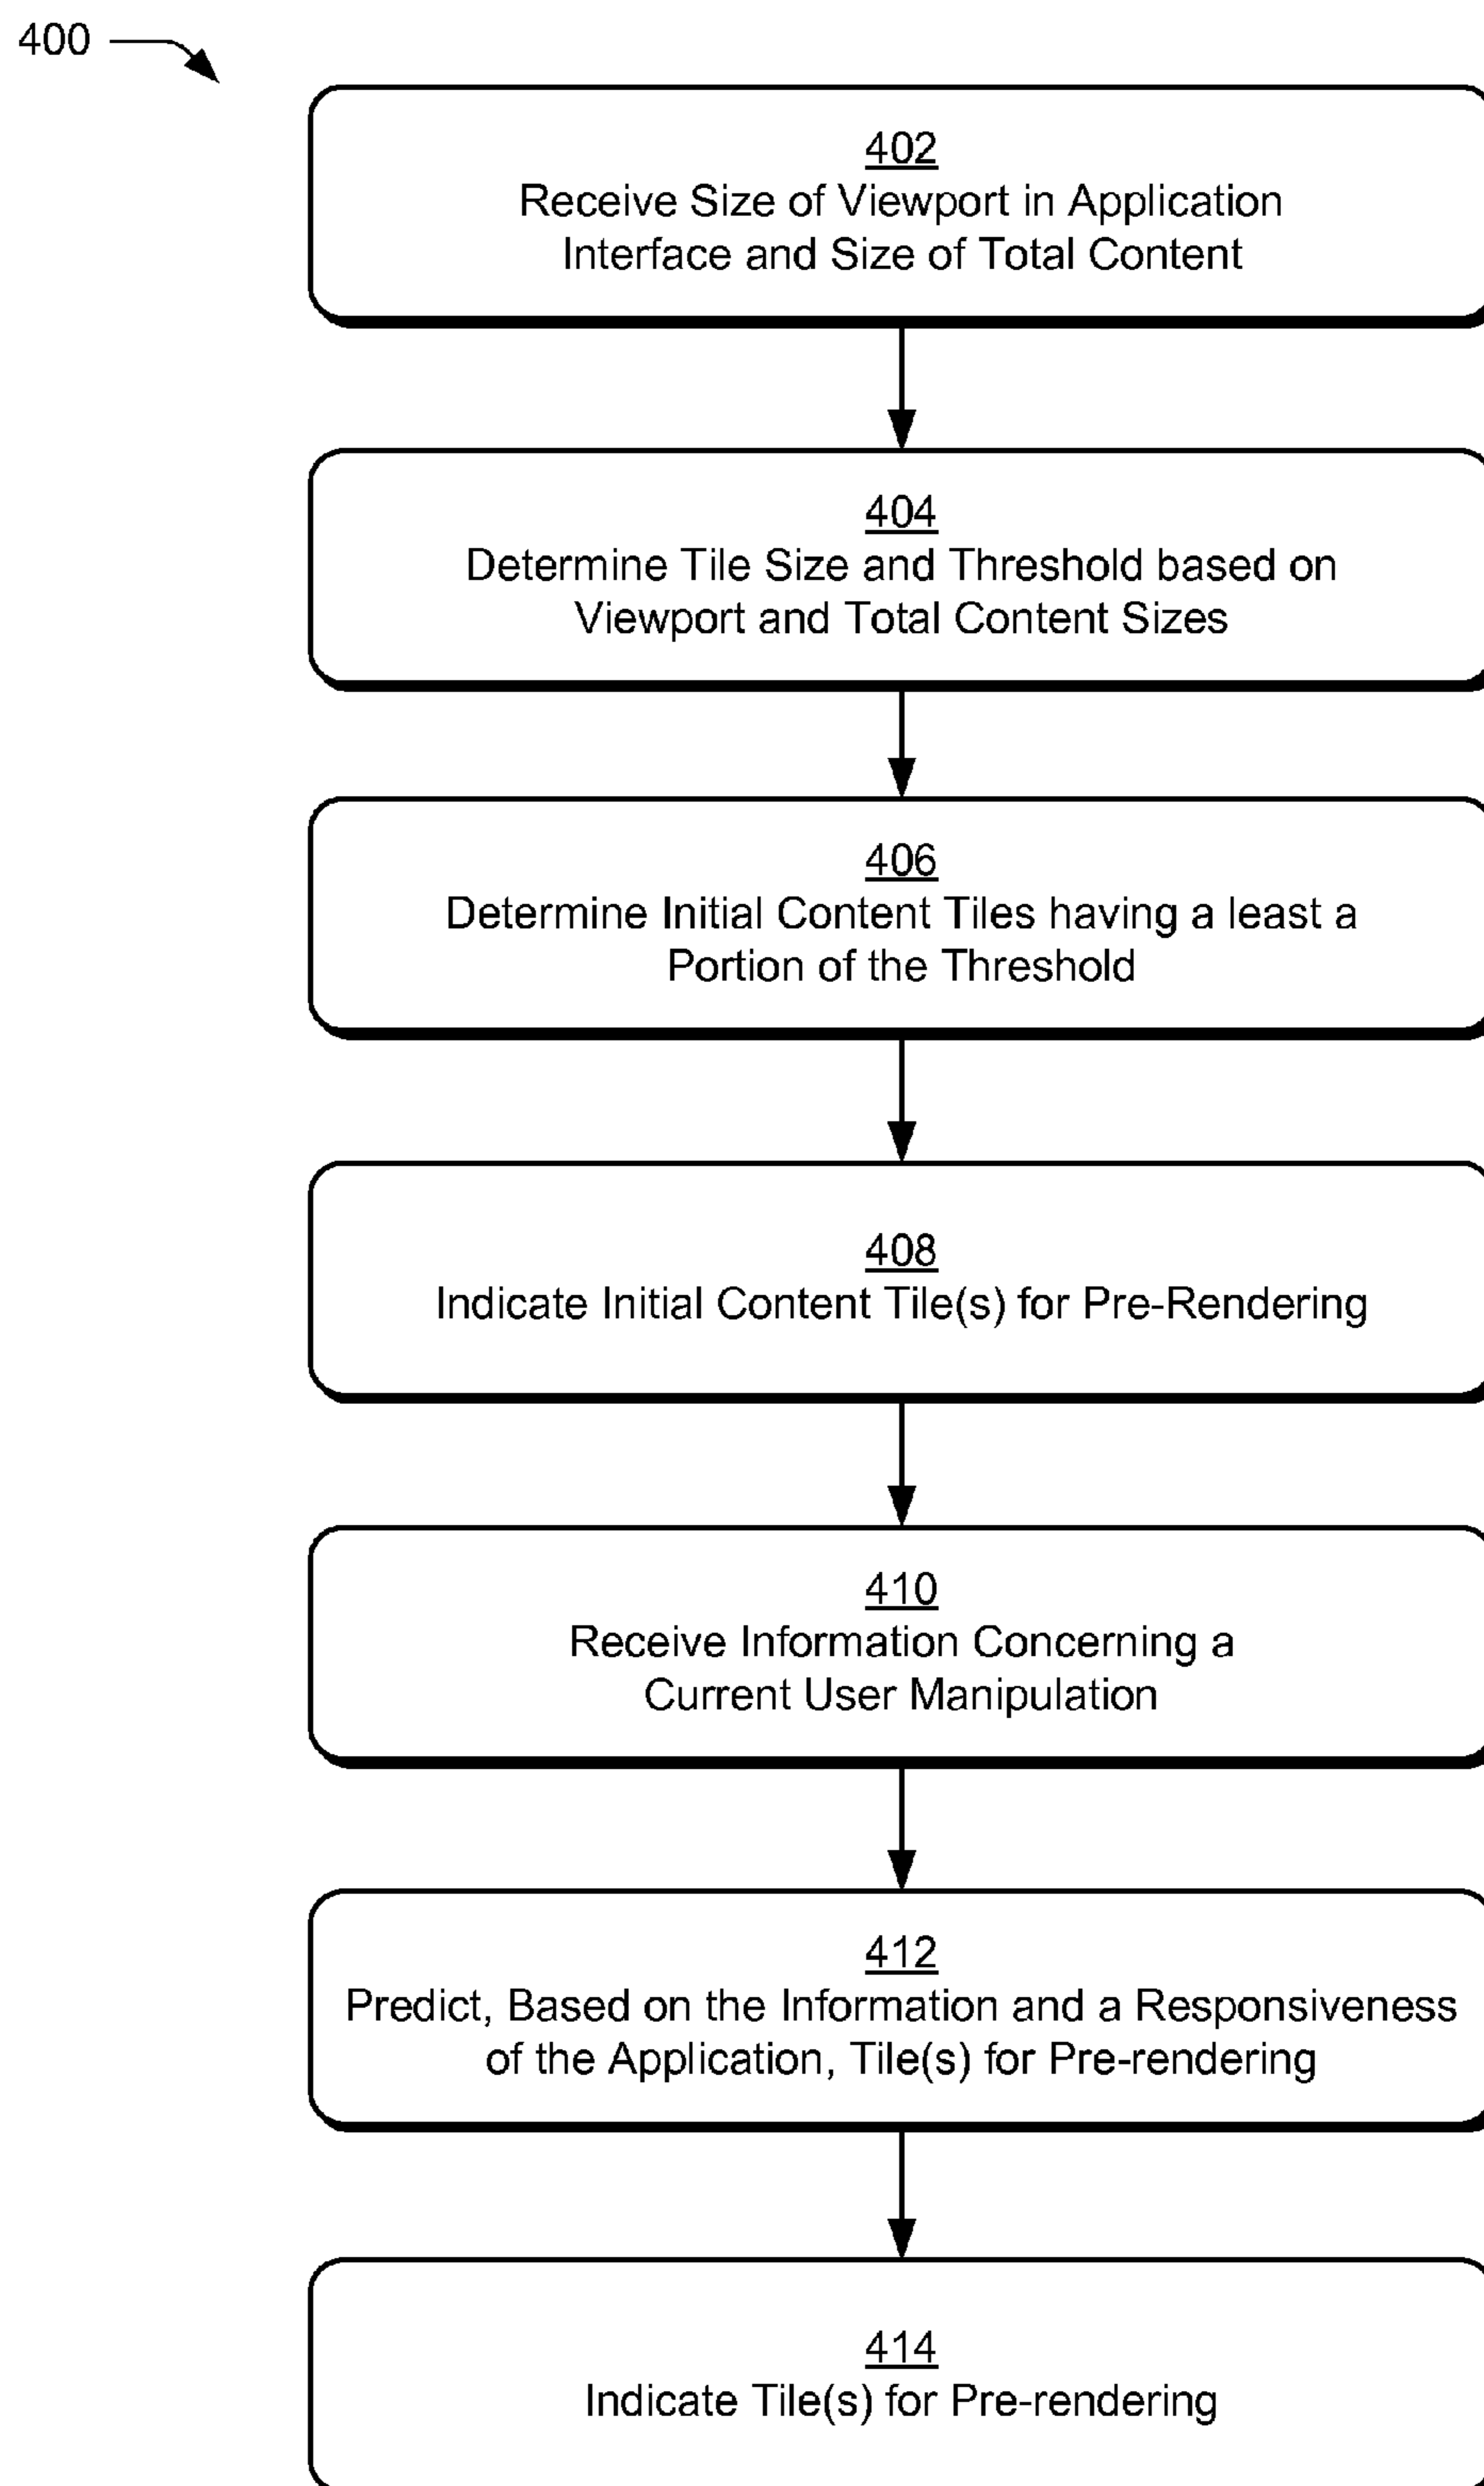 400
402
Receive Size of Viewport in Application
Interface and Size of Total Content
404
Determine Tile Size and Threshold based on
Viewport and Total Content Sizes
406
Determine Initial Content Tiles having a least a
Portion of the Threshold
408
Indicate Initial Content Tile(s) for Pre-Rendering
410
Receive Information Concerning a
Current User Manipulation
412
Predict, Based on the Information and a Responsiveness
of the Application, Tile(s) for Pre-rendering
414
Indicate Tile(s) for Pre-rendering